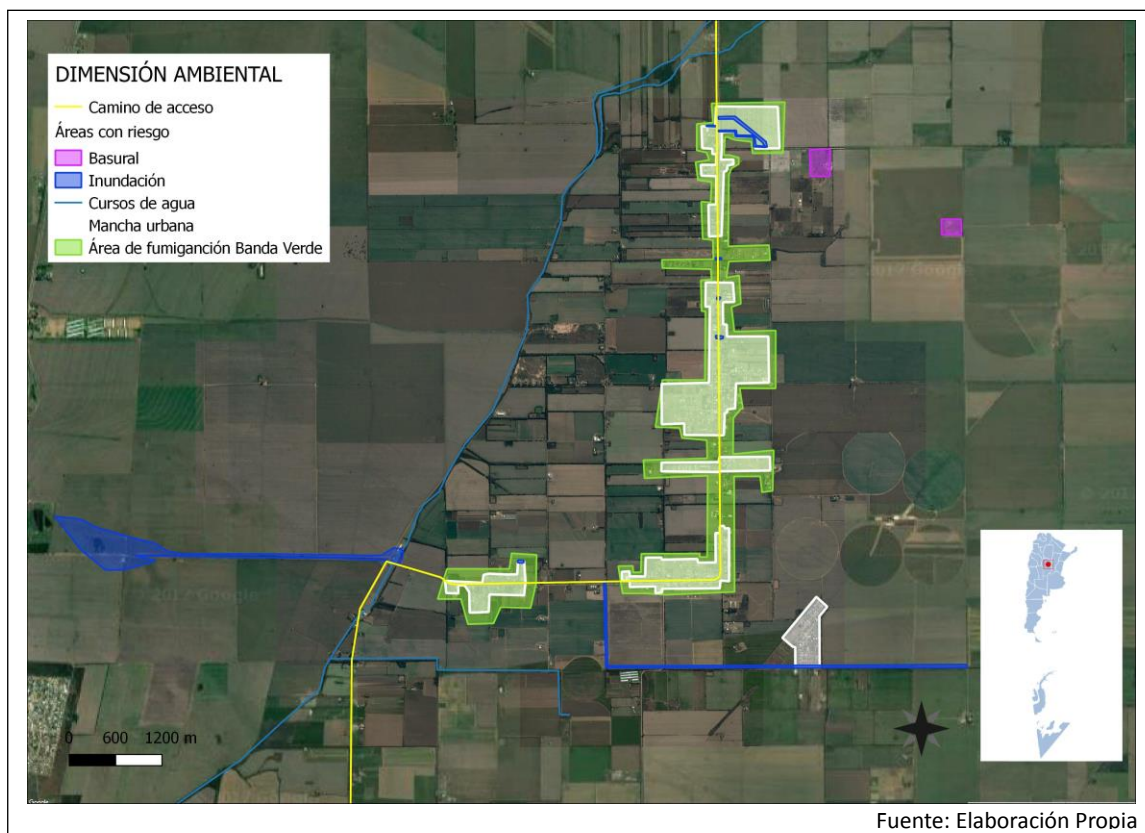 DIMENSIÓN AMBIENTAL
Camino de acceso
Áreas con riesgo
Basural
Inundación
Cursos de agua
Mancha urbana
Área de fumiganción Banda Verde
0 600 1200 m
Google
Fuente: Elaboración Propia